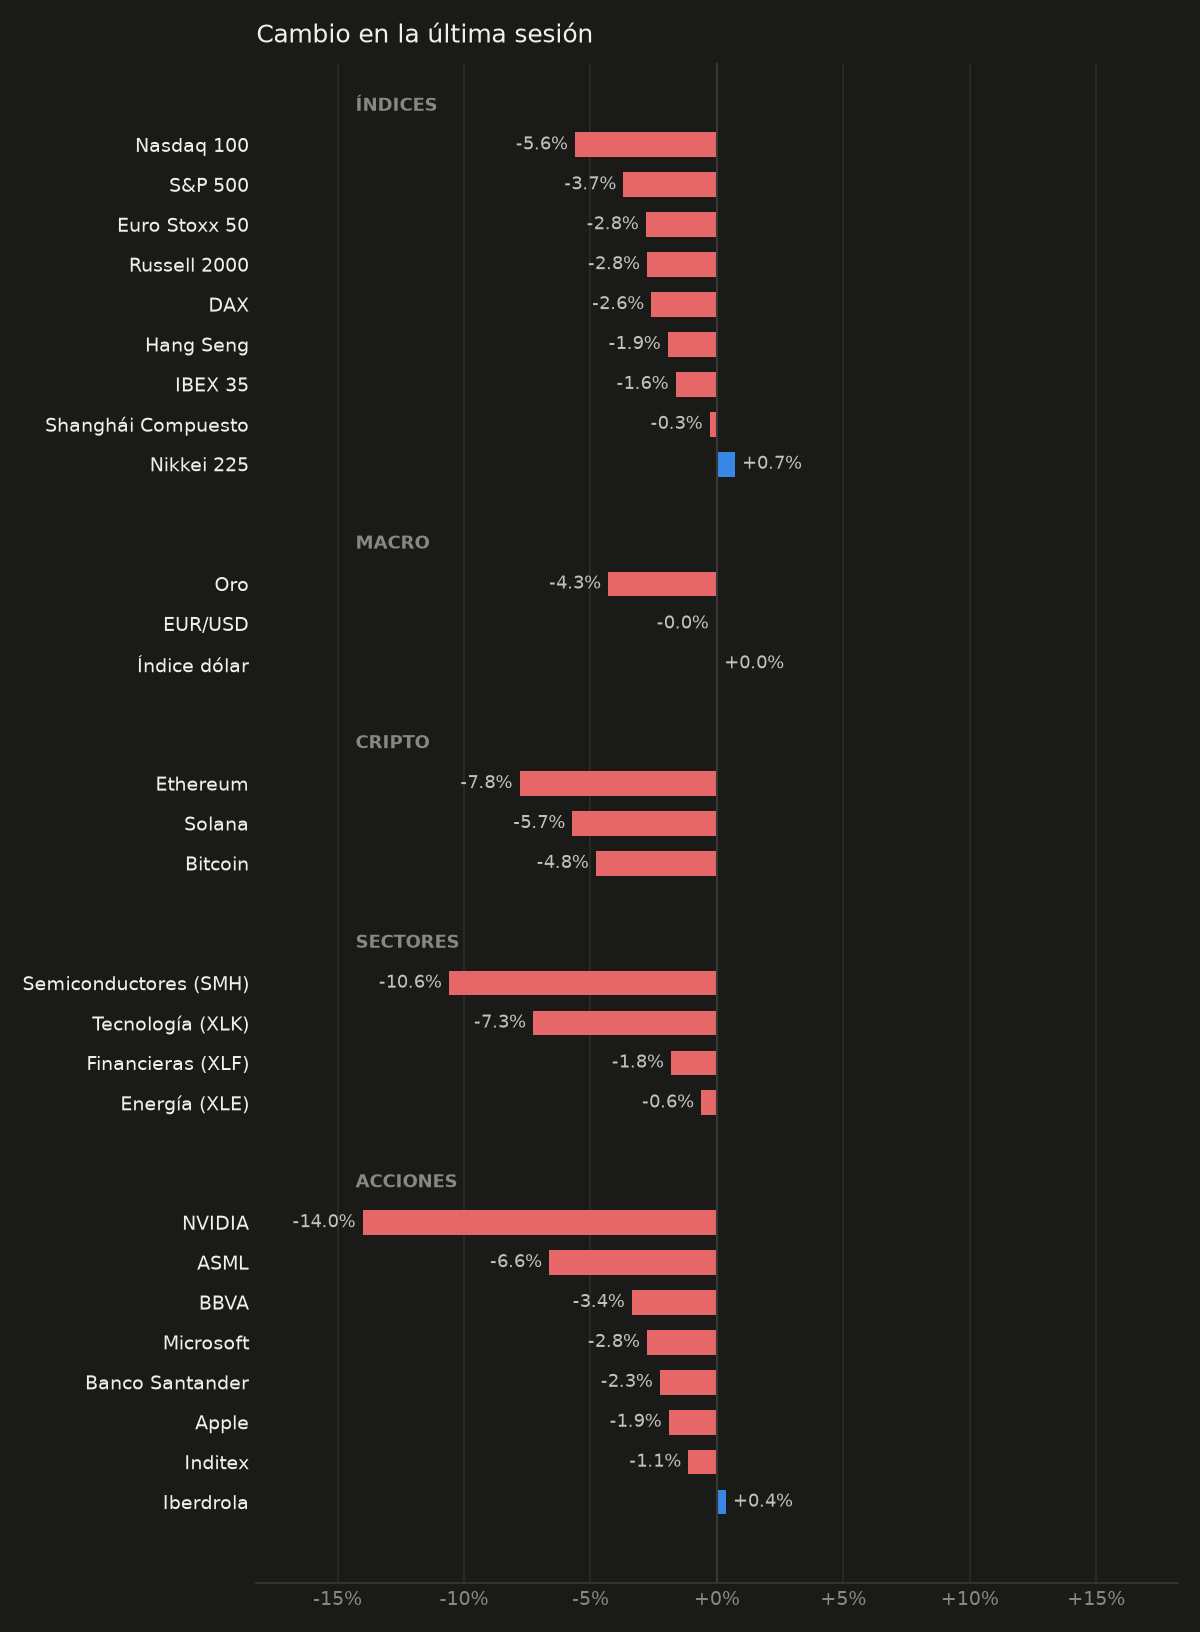 Cambio en la última sesión
ÍNDICES
Nasdaq 100 -5.6%
S&P 500 -3.7%
Euro Stoxx 50 -2.8%
Russell 2000 -2.8%
DAX -2.6%
Hang Seng -1.9%
IBEX 35 -1.6%
Shanghái Compuesto -0.3%
Nikkei 225 +0.7%
MACRO
Oro -4.3%
EUR/USD -0.0%
Índice dólar +0.0%
CRIPTO
Ethereum -7.8%
Solana -5.7%
Bitcoin -4.8%
SECTORES
Semiconductores (SMH) -10.6%
Tecnología (XLK) -7.3%
Financieras (XLF) -1.8%
Energía (XLE) -0.6%
ACCIONES
NVIDIA -14.0%
ASML -6.6%
BBVA -3.4%
Microsoft -2.8%
Banco Santander -2.3%
Apple -1.9%
Inditex -1.1%
Iberdrola +0.4%
-15% -10% -5% +0% +5% +10% +15%